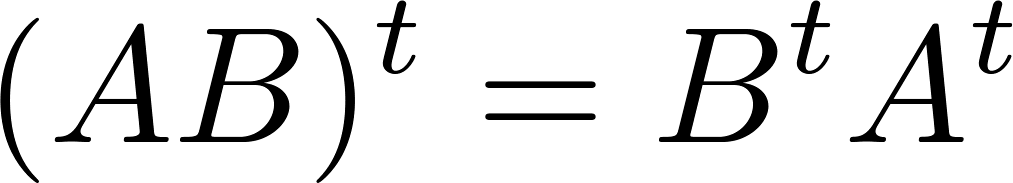 (AB)^t = B^t A^t